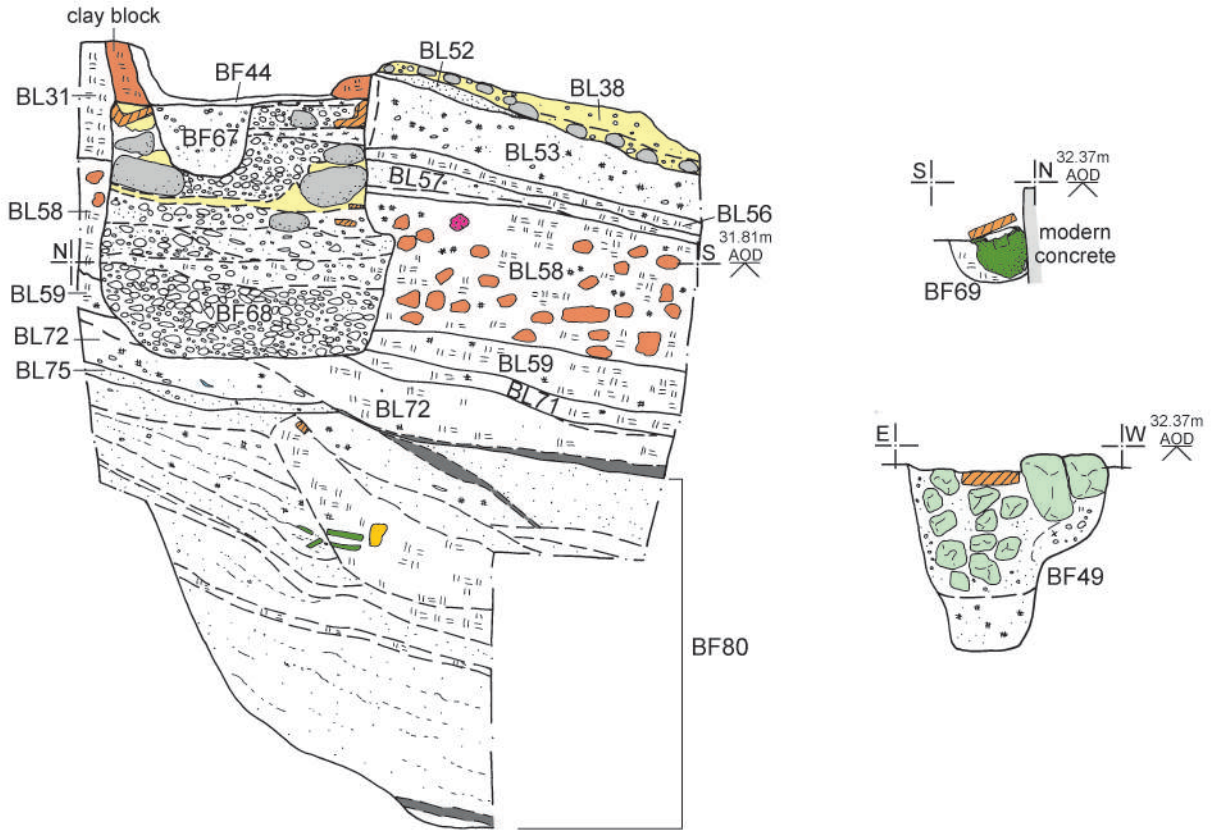 clay block
BF44
BL52
BL38
BL31
BF67
BL53
BL57
BL56
BL58
N
S
31.81m
AOD
BL58
BL59
BF68
BL72
BL59
BL75
BL71
BL72
BF80
S
N
32.37m
AOD
modern
concrete
BF69
E
W
32.37m
AOD
BF49